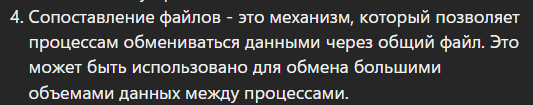 4. Сопоставление файлов - это механизм, который позволяет
процессам обмениваться данными через общий файл. Это
может быть использовано для обмена большими
объемами данных между процессами.